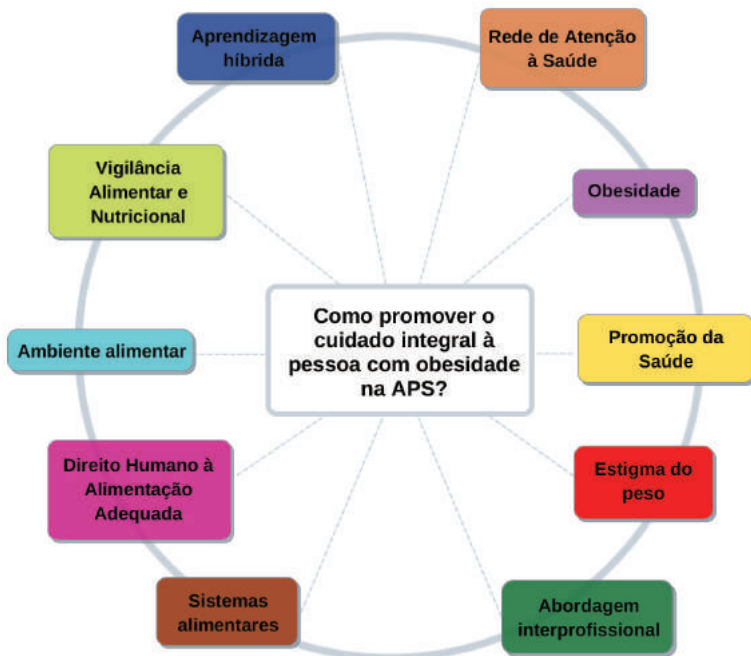 Aprendizagem
híbrida
Rede de Atenção
à Saúde
Vigilância
Alimentar e
Nutricional
Obesidade
Como promover o
cuidado integral à
pessoa com obesidade
na APS?
Ambiente alimentar
Promoção da
Saúde
Direito Humano à
Alimentação
Adequada
Estigma do
peso
Sistemas
alimentares
Abordagem
interprofissional